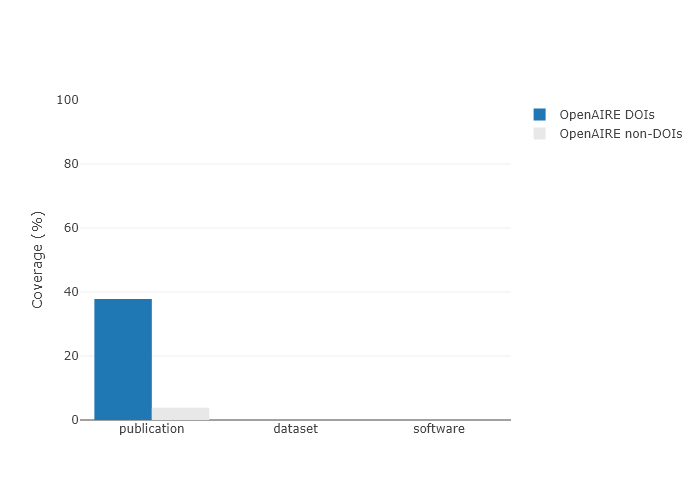 100
80
60
40
20
0
Coverage (%)
publication
dataset
software
OpenAIRE DOIs
OpenAIRE non-DOIs